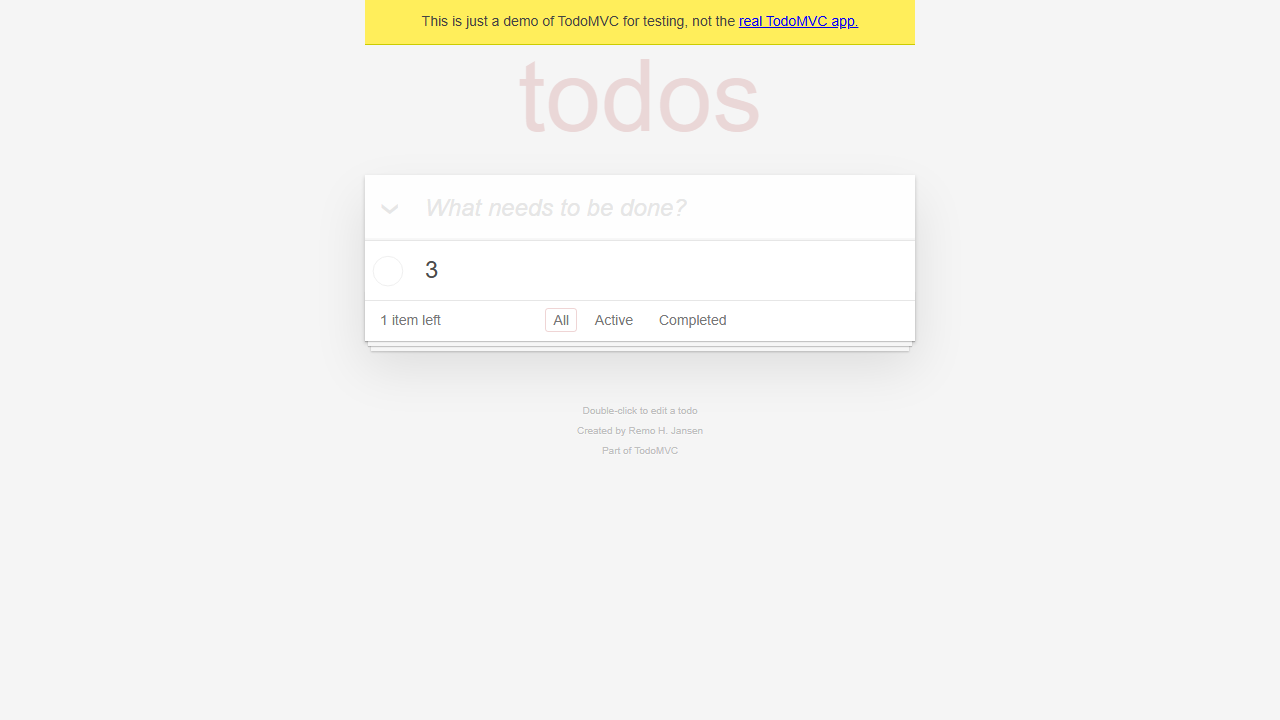 This is just a demo of TodoMVC for testing, not the real TodoMVC app.
todos
What needs to be done?
3
1 item left All Active Completed
Double-click to edit a todo
Created by Remo H. Jansen
Part of TodoMVC